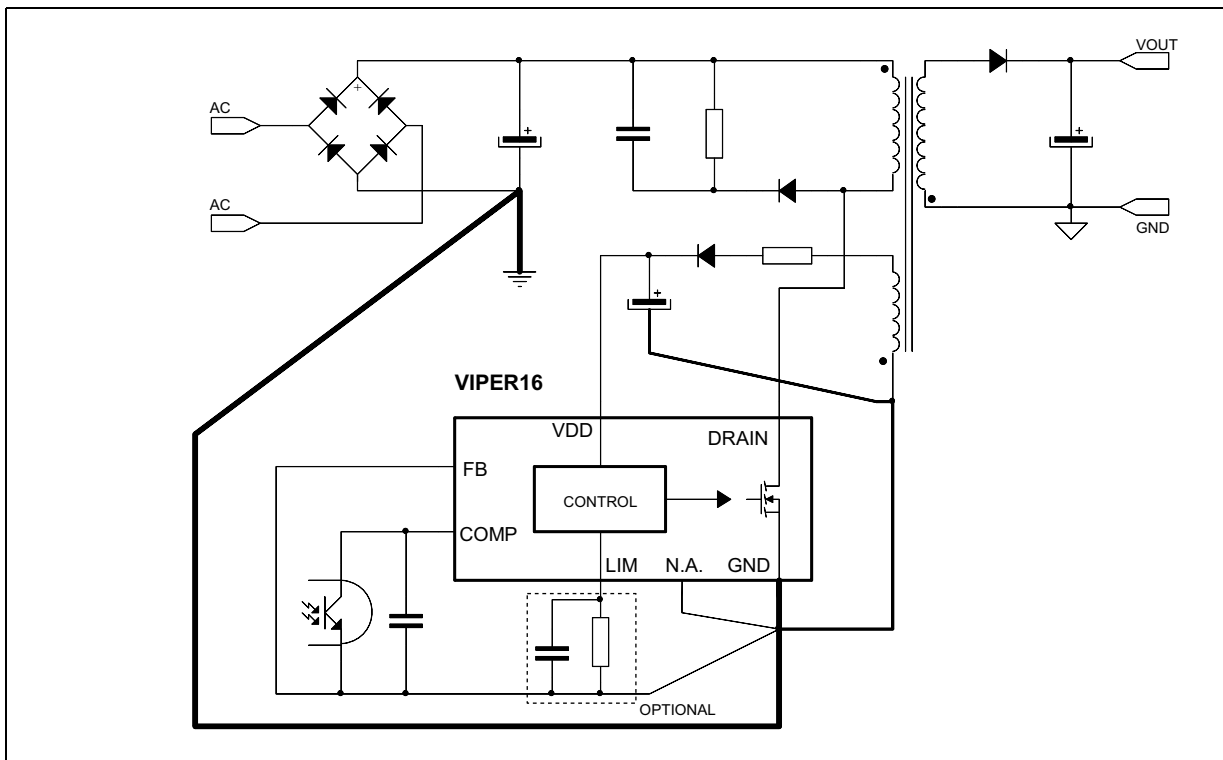 VOUT
AC
AC
GND
VIPER16
VDD
DRAIN
FB
CONTROL
COMP
LIM
N.A.
GND
OPTIONAL